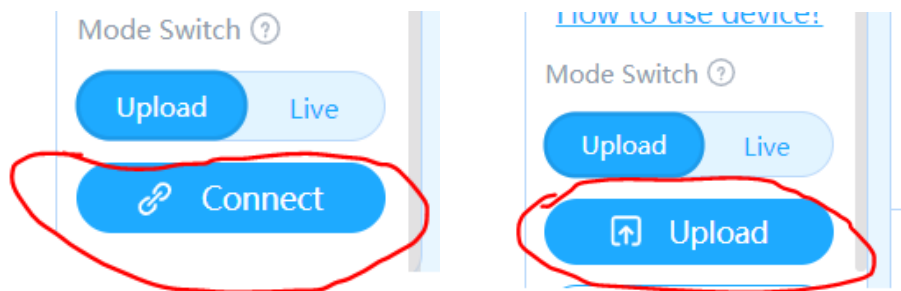 Mode Switch ?
Upload Live
Connect
How to use device?
Mode Switch ?
Upload Live
Upload